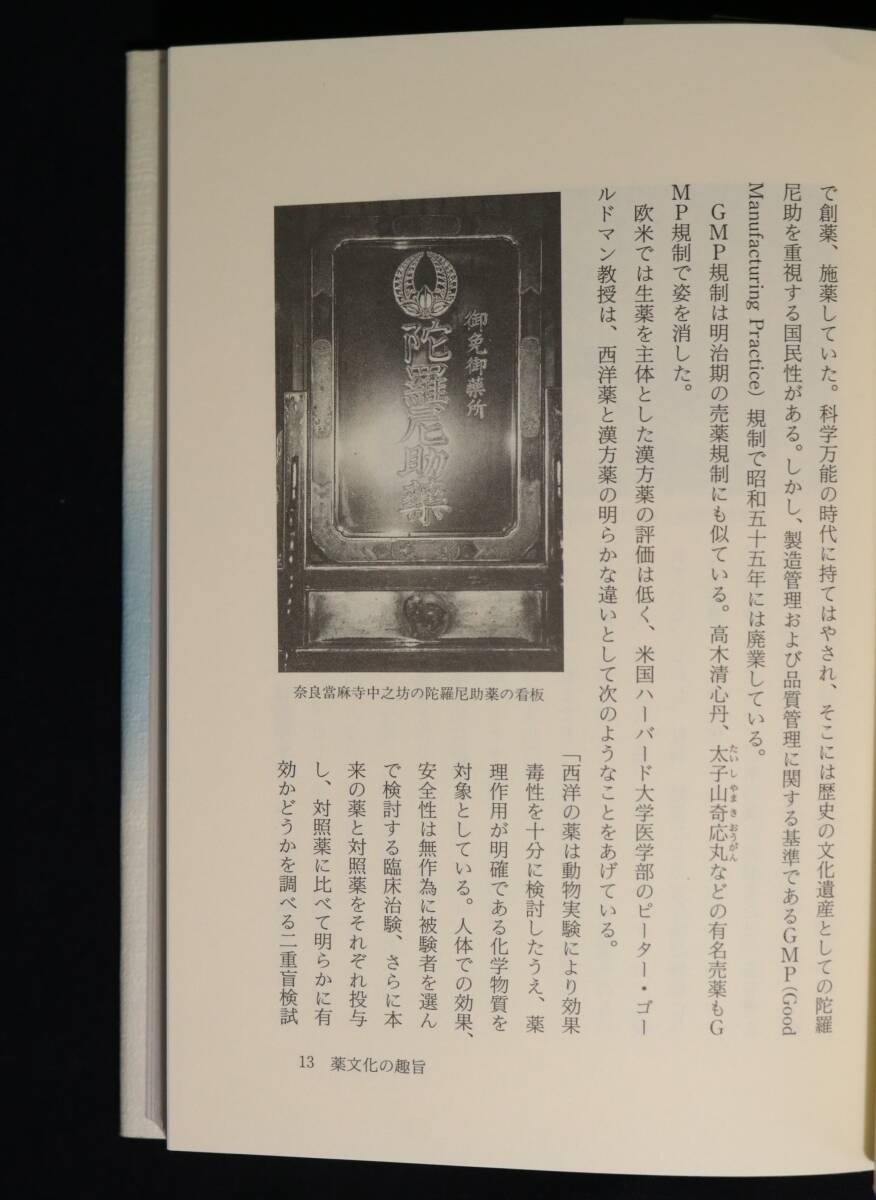 で創薬、施薬していた。科学万能の時代に持てはやされ、そこには歴史の文化遺産としての陀羅
尼助を重視する国民性がある。しかし、製造管理および品質管理に関する基準であるGMP(Good
Manufacturing Practice)規制で昭和五十五年には廃業している。
GMP規制は明治期の売薬規制にも似ている。高木清心丹、太子山奇応丸などの有名売薬もG
たいしやまきおうがん
MP規制で姿を消した。
欧米では生薬を主体とした漢方薬の評価は低く、米国ハーバード大学医学部のピーター・ゴー
ルドマン教授は、西洋薬と漢方薬の明らかな違いとして次のようなことをあげている。
御免御薬所
陀羅尼助薬
奈良當麻寺中之坊の陀羅尼助薬の看板
「西洋の薬は動物実験により効果
毒性を十分に検討したうえ、薬
理作用が明確である化学物質を
対象としている。人体での効果、
安全性は無作為に被験者を選ん
で検討する臨床治験、さらに本
来の薬と対照薬をそれぞれ投与
し、対照薬に比べて明らかに有
効かどうかを調べる二重盲検試
13 薬文化の趣旨